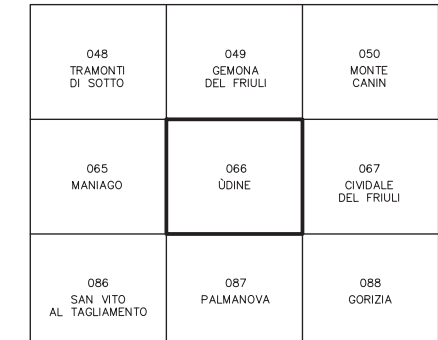 048
TRAMONTI
DI SOTTO
049
GEMONA
DEL FRIULI
050
MONTE
CANIN
065
MANIAGO
066
ÙDINE
067
CIVIDALE
DEL FRIULI
086
SAN VITO
AL TAGLIAMENTO
087
PALMANOVA
088
GORIZIA